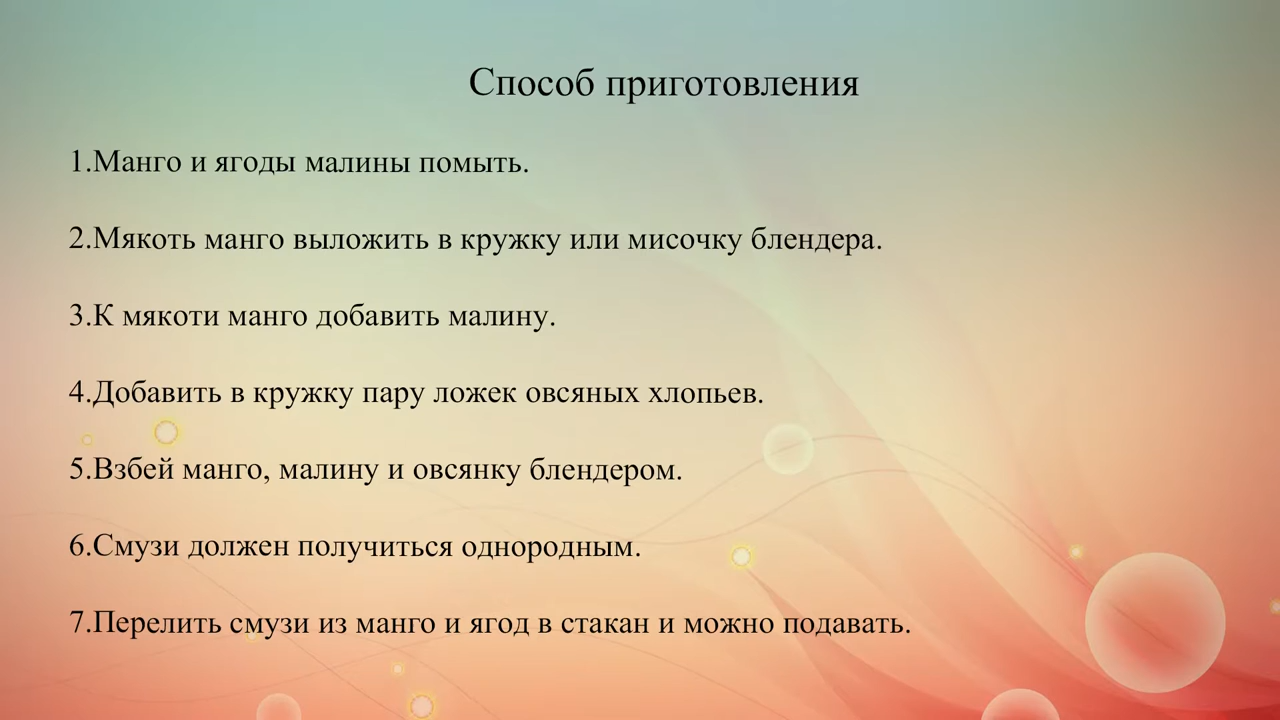 Способ приготовления
1.Манго и ягоды малины помыть.
2.Мякоть манго выложить в кружку или мисочку блендера.
3.К мякоти манго добавить малину.
4.Добавить в кружку пару ложек овсяных хлопьев.
5.Взбей манго, малину и овсянку блендером.
6.Смузи должен получиться однородным.
7.Перелить смузи из манго и ягод в стакан и можно подавать.